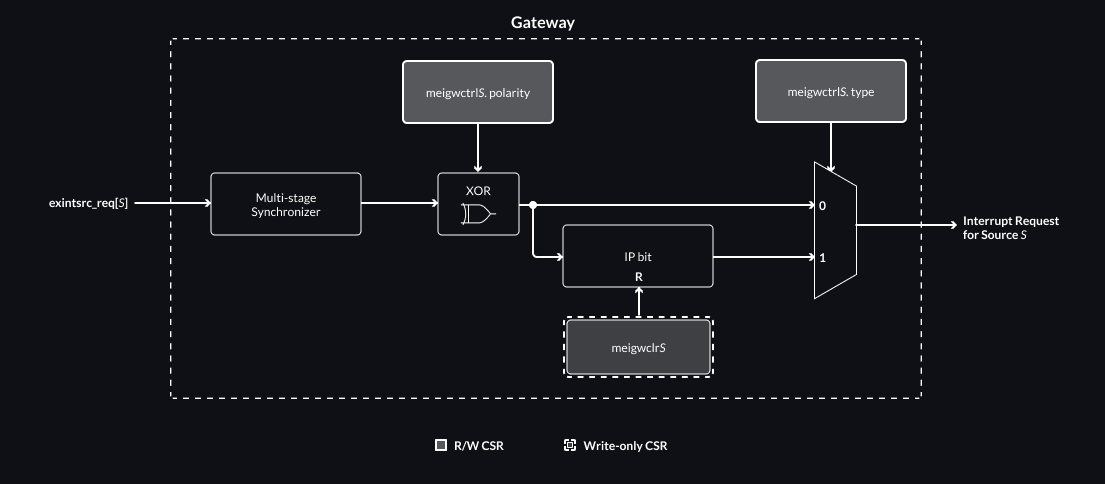 Gateway
meigwctrlS. polarity
meigwctrlS. type
exintsrc_req[S]
Multi-stage
Synchronizer
XOR
0
Interrupt Request
for Source S
IP bit
R
1
meigwclrS
R/W CSR
Write-only CSR